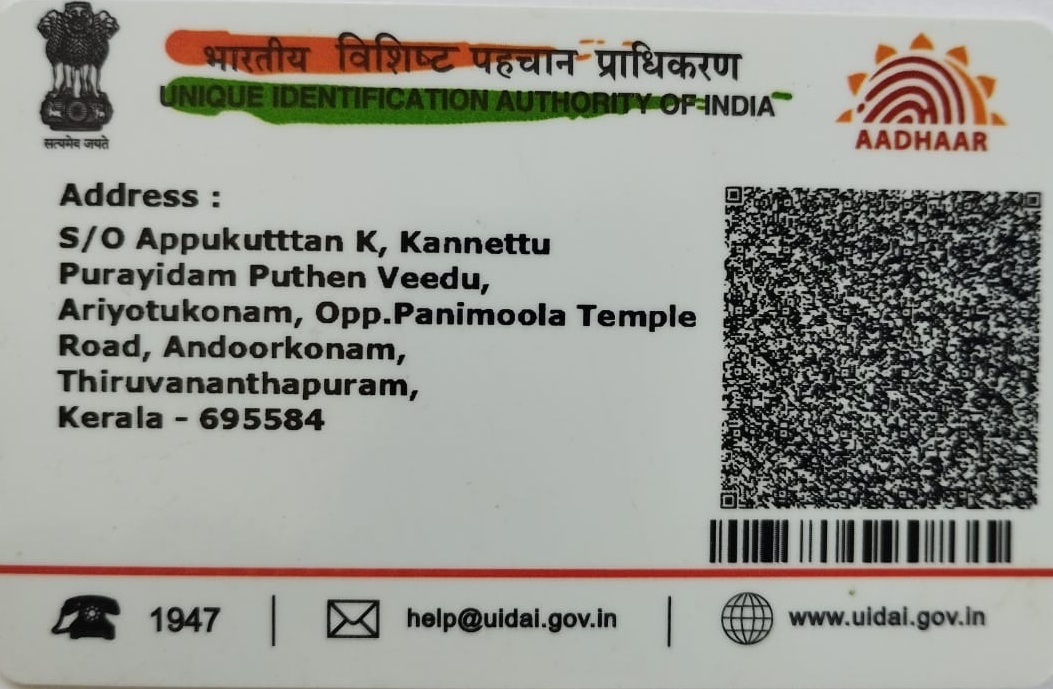 भारतीय विशिष्ट पहचान प्राधिकरण
UNIQUE IDENTIFICATION AUTHORITY OF INDIA
सत्यमेव जयते
AADHAAR
Address :
S/O Appukutttan K, Kannettu
Purayidam Puthen Veedu,
Ariyotukonam, Opp.Panimoola Temple
Road, Andoorkonam,
Thiruvananthapuram,
Kerala - 695584
1947
help@uidai.gov.in
www.uidai.gov.in